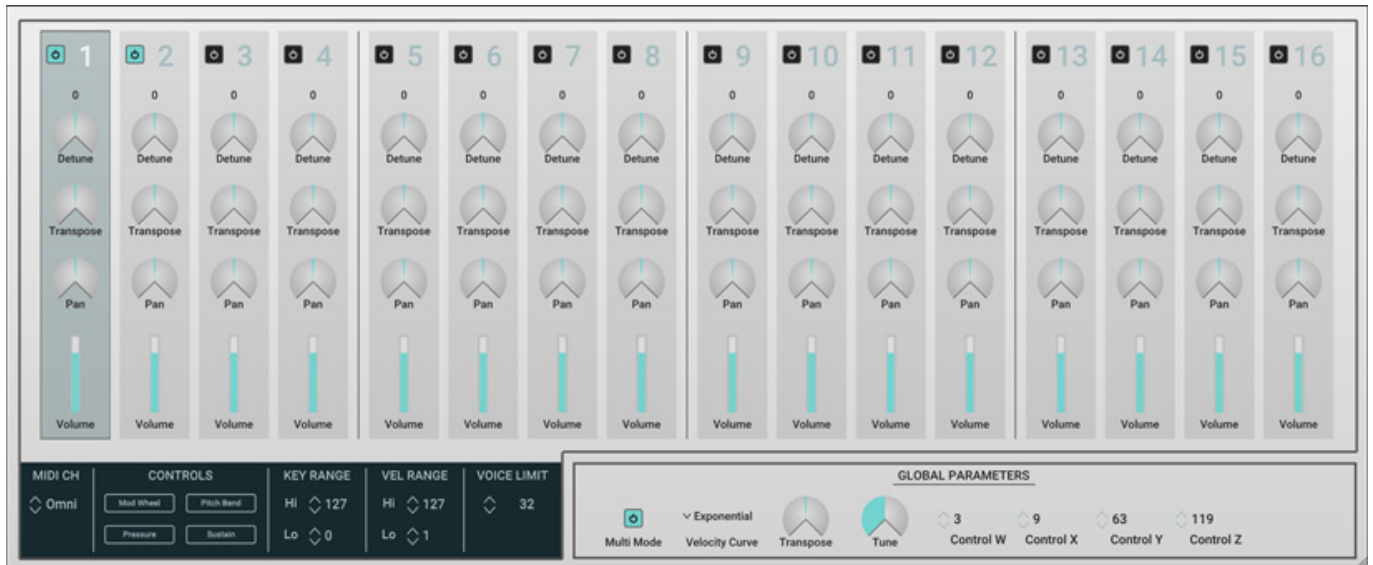 1 2 3 4 5 6 7 8 9 10 11 12 13 14 15 16
0 0 0 0 0 0 0 0 0 0 0 0 0 0 0 0
Detune Detune Detune Detune Detune Detune Detune Detune Detune Detune Detune Detune Detune Detune Detune Detune
Transpose Transpose Transpose Transpose Transpose Transpose Transpose Transpose Transpose Transpose Transpose Transpose Transpose Transpose Transpose Transpose
Pan Pan Pan Pan Pan Pan Pan Pan Pan Pan Pan Pan Pan Pan Pan Pan
Volume Volume Volume Volume Volume Volume Volume Volume Volume Volume Volume Volume Volume Volume Volume Volume
MIDI CH CONTROLS KEY RANGE VEL RANGE VOICE LIMIT
Omni Mod Wheel Pitch Bend Hi 127 Hi 127 32
Pressure Sustain Lo 0 Lo 1
GLOBAL PARAMETERS
Exponential 3 9 63 119
Multi Mode Velocity Curve Transpose Tune Control W Control X Control Y Control Z